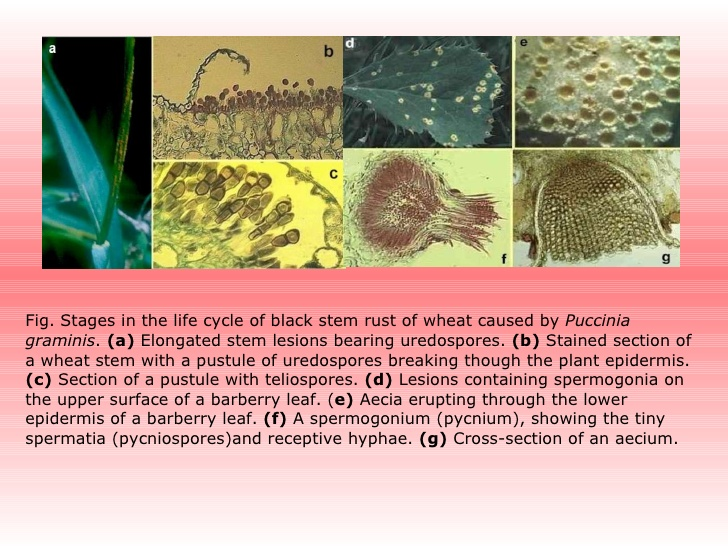 a
b
c
d
e
f
g
Fig. Stages in the life cycle of black stem rust of wheat caused by Puccinia
graminis. (a) Elongated stem lesions bearing uredospores. (b) Stained section of
a wheat stem with a pustule of uredospores breaking though the plant epidermis.
(c) Section of a pustule with teliospores. (d) Lesions containing spermogonia on
the upper surface of a barberry leaf. (e) Aecia erupting through the lower
epidermis of a barberry leaf. (f) A spermogonium (pycnium), showing the tiny
spermatia (pycniospores)and receptive hyphae. (g) Cross-section of an aecium.